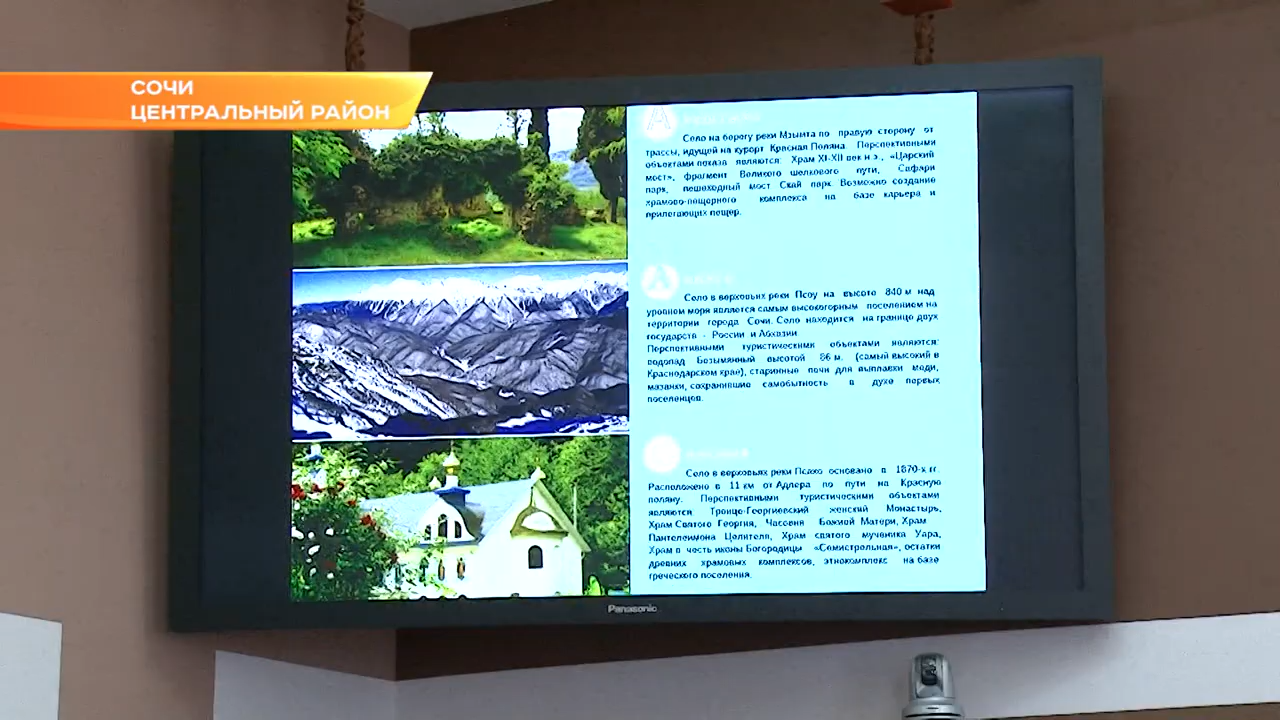 СОЧИ
ЦЕНТРАЛЬНЫЙ РАЙОН
Село на берогу реки Мзымта по правую сторону от
трассы, идущей на курорт Красная Поляна. Перспективными
объектами показа являются: Храм XI-XII век н.э., «Царский
мост», фрагмент Великого шелкового пути, Сафари
парк, пешеходный мост Скай парк. Возможно создание
храмово-пещерного комплекса на базе карьера и
прилегающих пещер.
Село в верховьях реки Псоу на высоте 840 м над
уровнем моря является самым высокогорным поселением на
территории города Сочи. Село находится на границе двух
государств - России и Абхазии
Перспективными туристическими объектами являются:
водопад Безымянный высотой 86 м. (самый высокий в
Краснодарском крае), старинные печи для выплавки меди,
мазанки, сохранившие самобытность в духе первых
поселенцев.
Село в верховьях реки Псахо основано в 1870-х гг.
Расположено в 11 км от Адлера по пути на Красную
поляну. Перспективными туристическими объектами
являются Троице-Георгиевский женский Монастырь,
Храм Святого Георгия, Часовня Божией Матери, Храм
Пантелеимона Целителя, Храм святого мученика Уара,
Храм в честь иконы Богородицы «Семистрельная», остатки
древних храмовых комплексов, этнокомплекс на базе
греческого поселения.
Panasonic